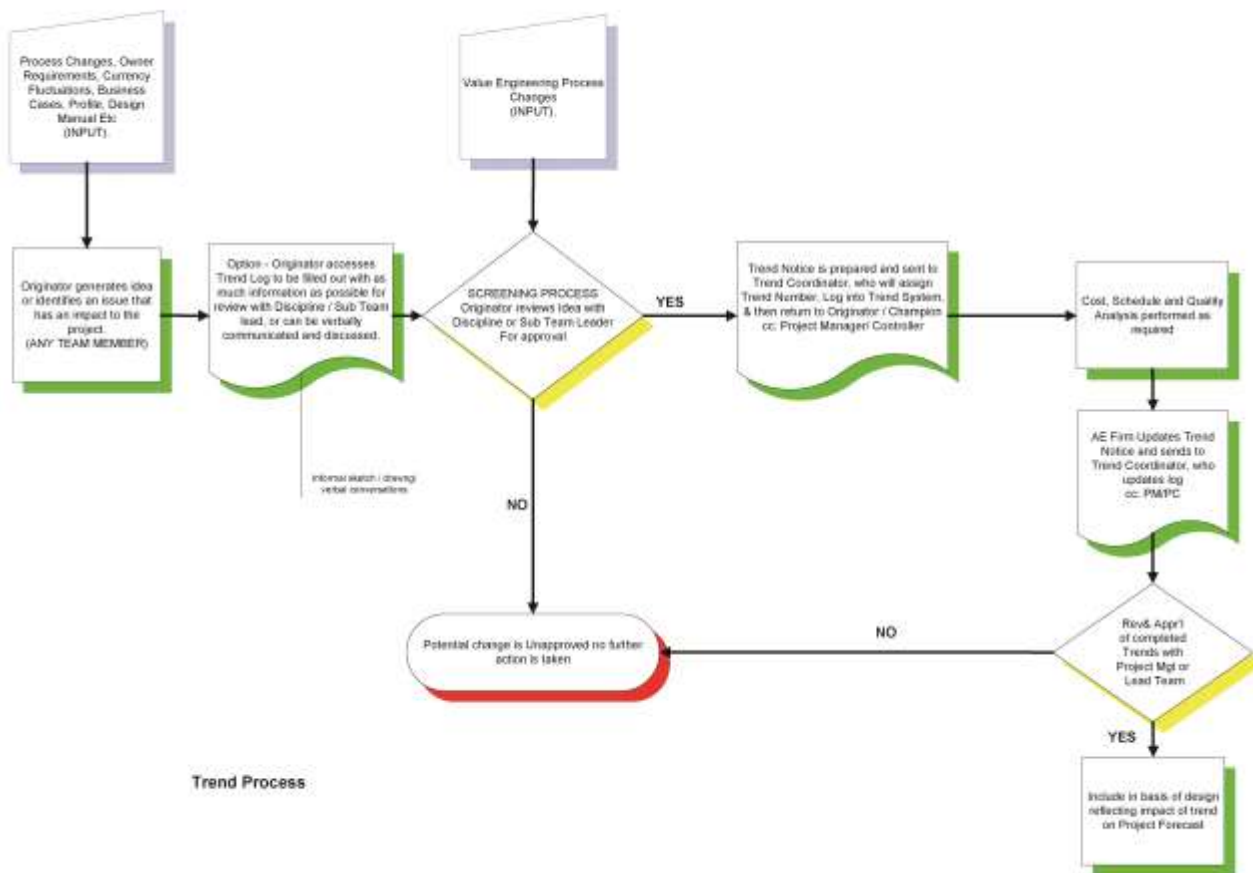 Process Changes, Owner
Requirements, Currency
Fluctuations, Business
Cases, Profile, Design
Manual Etc
(INPUT).
Value Engineering Process
Changes
(INPUT).
Originator generates idea
or identifies an issue that
has an impact to the
project.
(ANY TEAM MEMBER)
Option - Originator accesses
Trend Log to be filled out with as
much information as possible for
review with Discipline / Sub Team
lead, or can be verbally
communicated and discussed.
SCREENING PROCESS
Originator reviews Idea with
Discipline or Sub Team Leader
For approval
YES
Trend Notice is prepared and sent to
Trend Coordinator, who will assign
Trend Number, Log into Trend System,
& then return to Originator / Champion
cc: Project Manager/ Controller
Cost, Schedule and Quality
Analysis performed as
required
Informal sketch / drawing/
verbal conversations
NO
AE Firm Updates Trend
Notice and sends to
Trend Coordinator, who
updates log
cc: PM/PC
Potential change is Unapproved no further
action is taken
NO
Rev& Appr'l
of completed
Trends with
Project Mgt or
Lead Team
YES
Include in basis of design
reflecting impact of trend
on Project Forecast
Trend Process